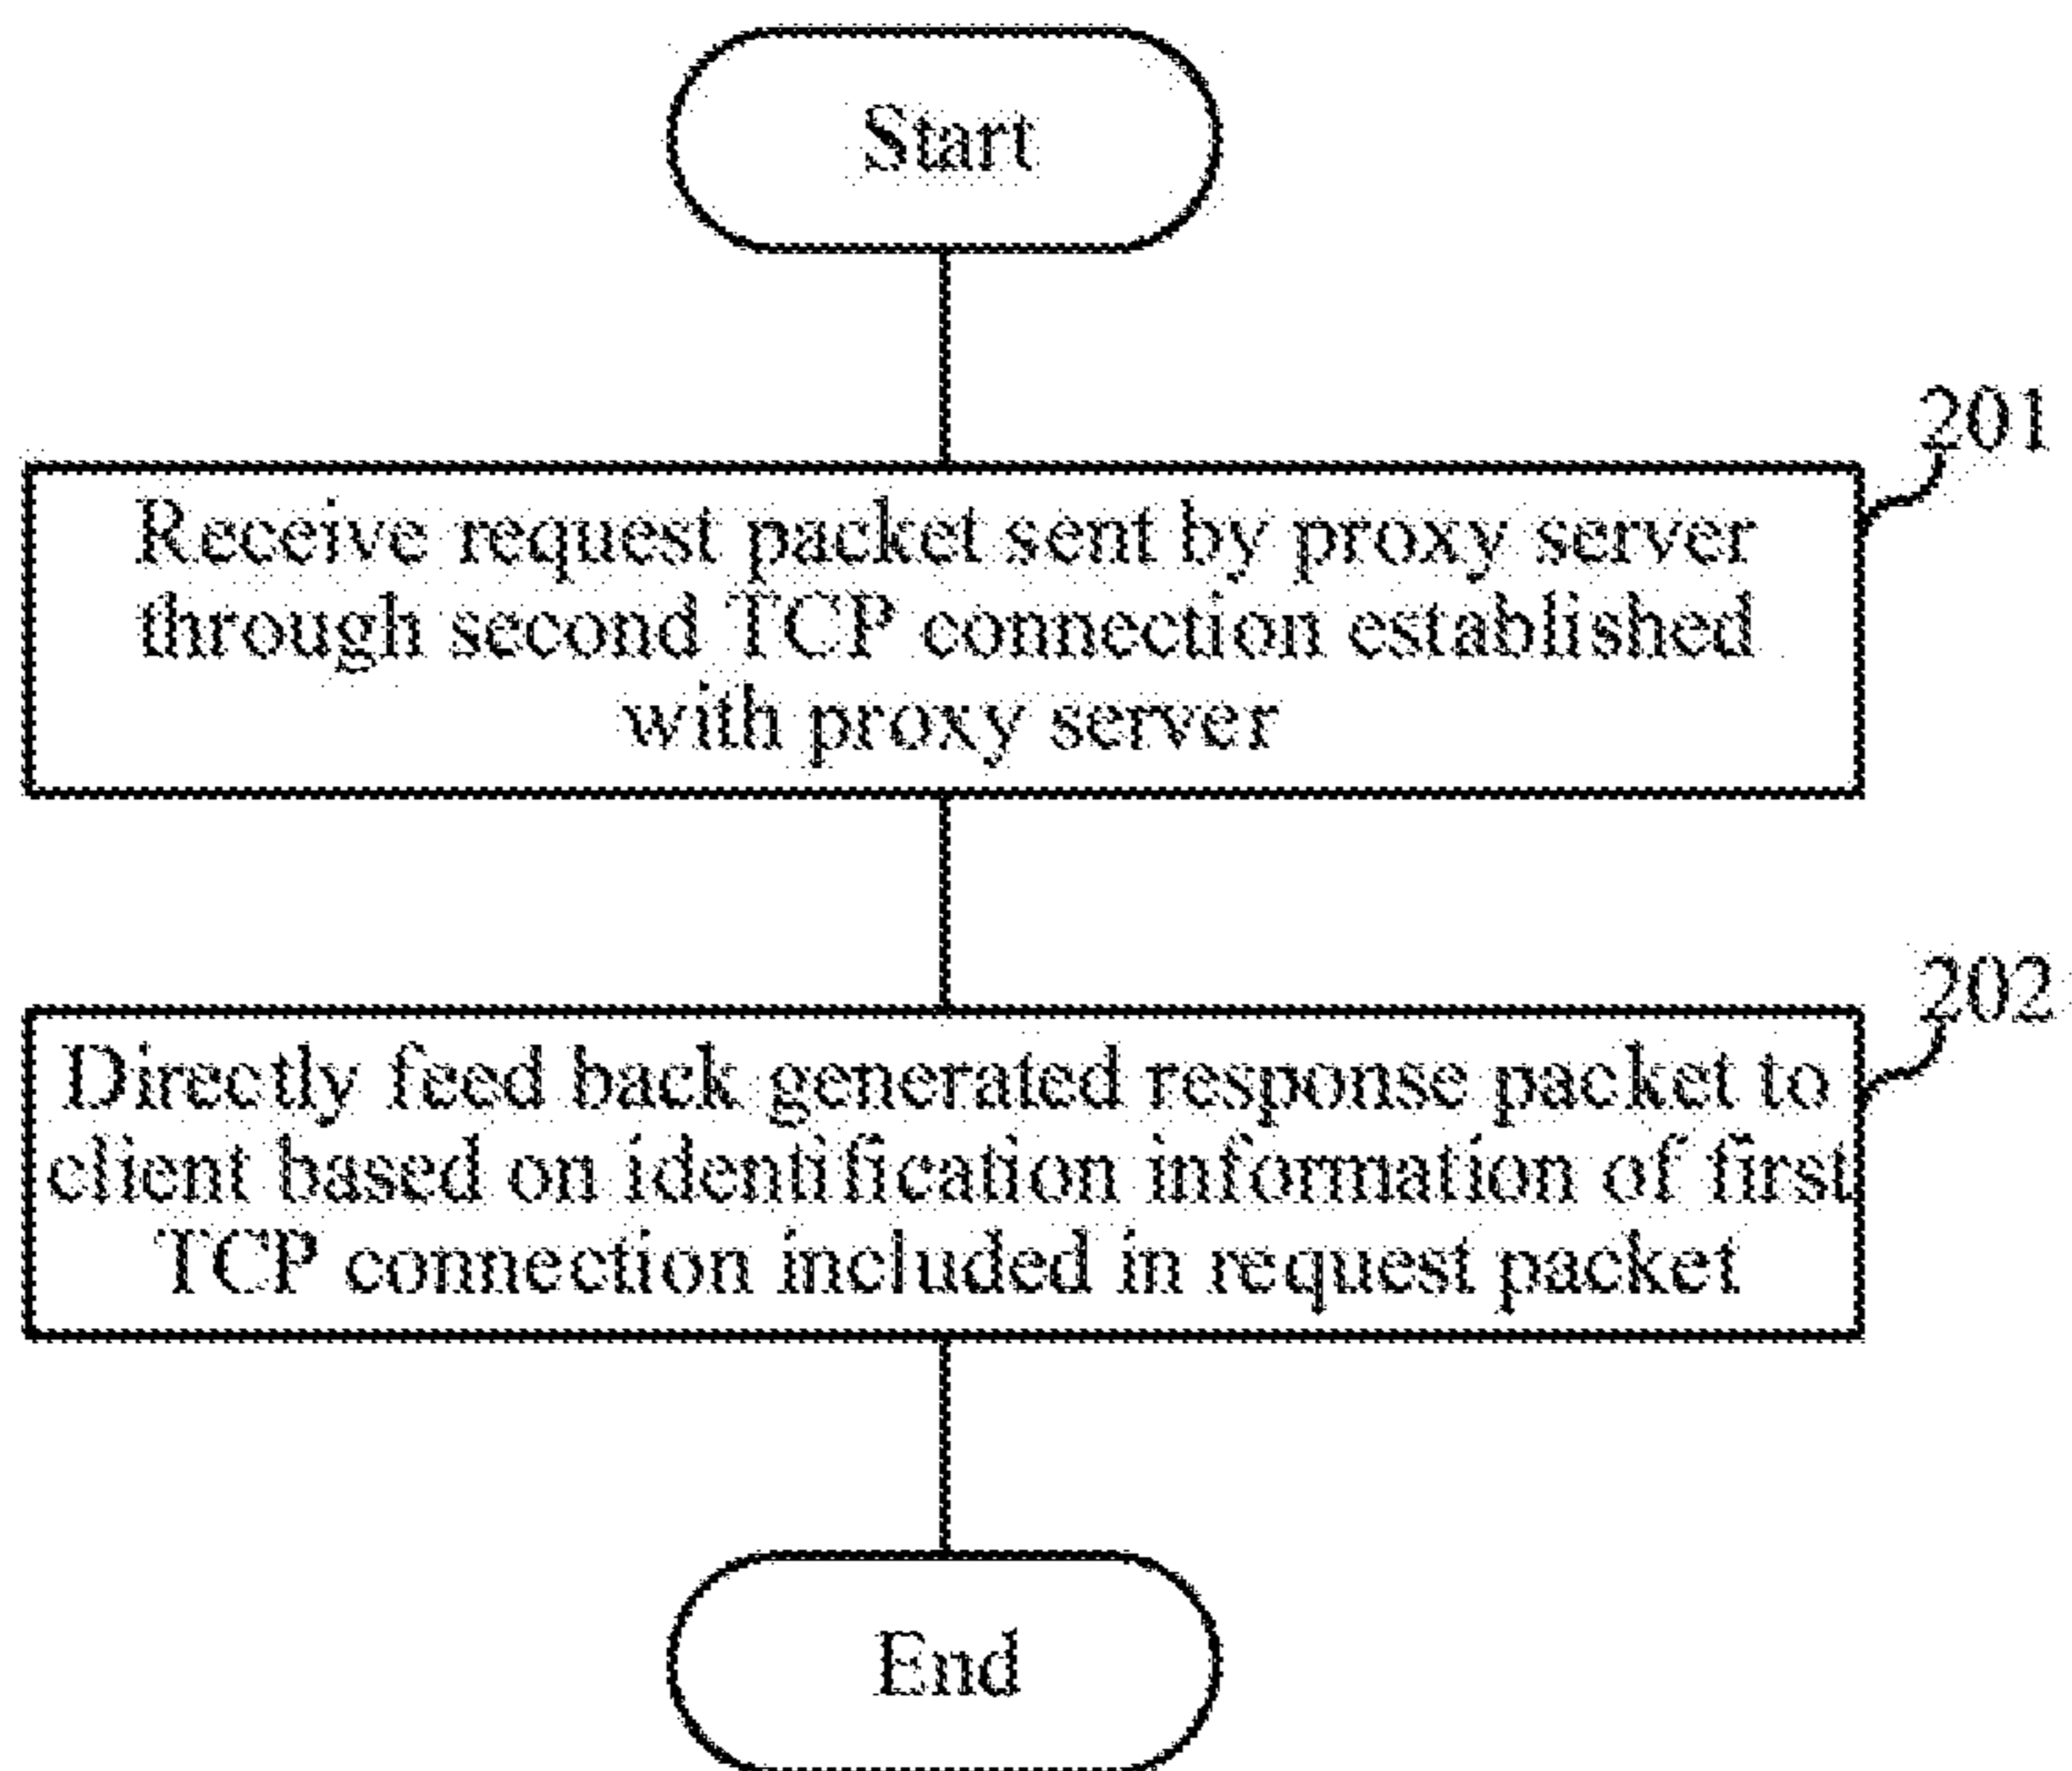 Start
201
Receive request packet sent by proxy server
through second TCP connection established
with proxy server
202
Directly feed back generated response packet to
client based on identification information of first
TCP connection included in request packet
End